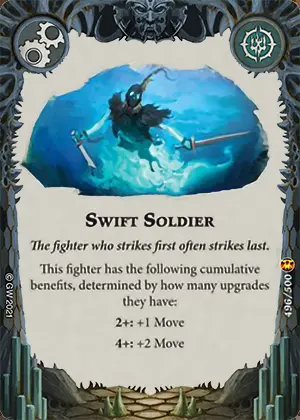 SWIFT SOLDIER
The fighter who strikes first often strikes last.
This fighter has the following cumulative
benefits, determined by how many upgrades
they have:
2+: +1 Move
4+: +2 Move
© GW 2021
496/500